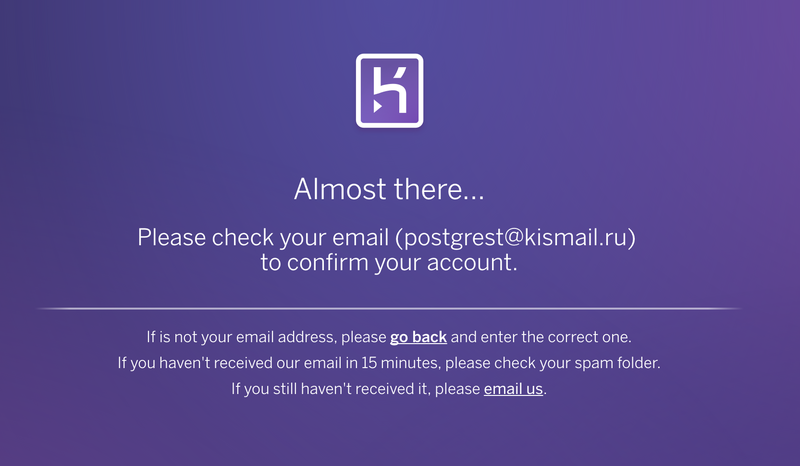 Almost there...
Please check your email (postgrest@kismail.ru)
to confirm your account.
If is not your email address, please go back and enter the correct one.
If you haven't received our email in 15 minutes, please check your spam folder.
If you still haven't received it, please email us.